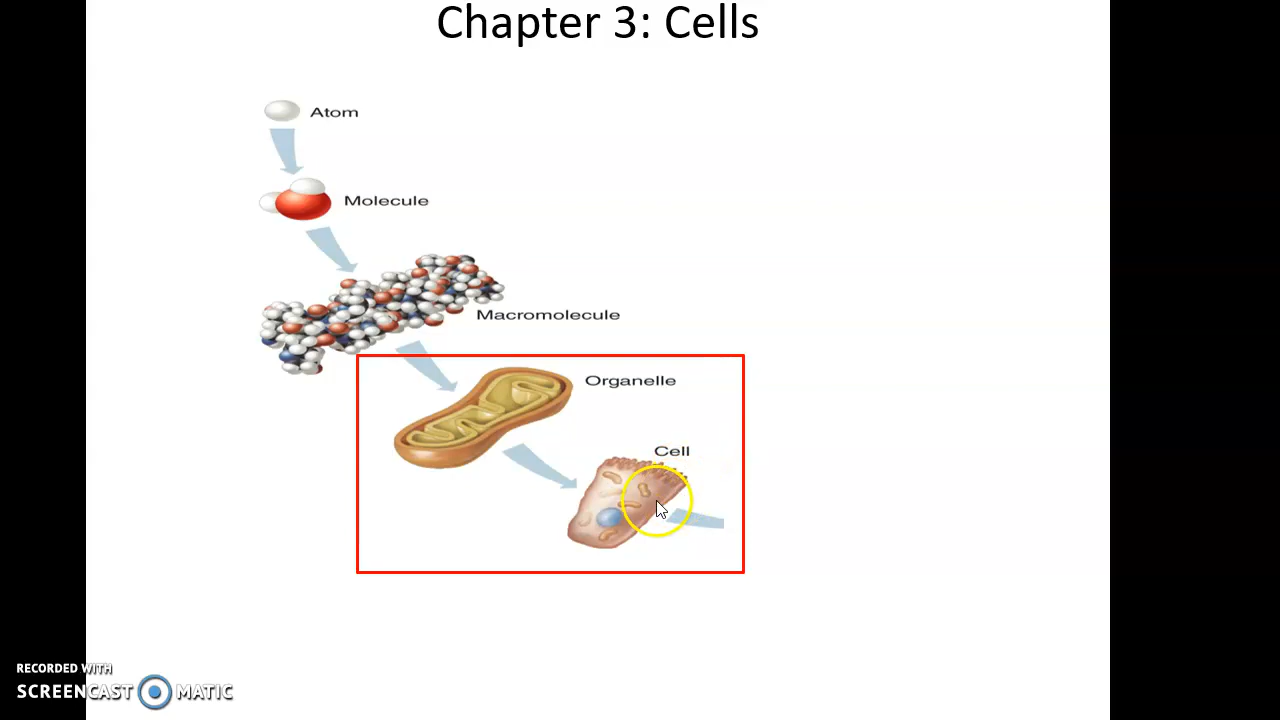 Chapter 3: Cells
Atom
Molecule
Macromolecule
Organelle
Cell
RECORDED WITH
SCREENCAST MATIC